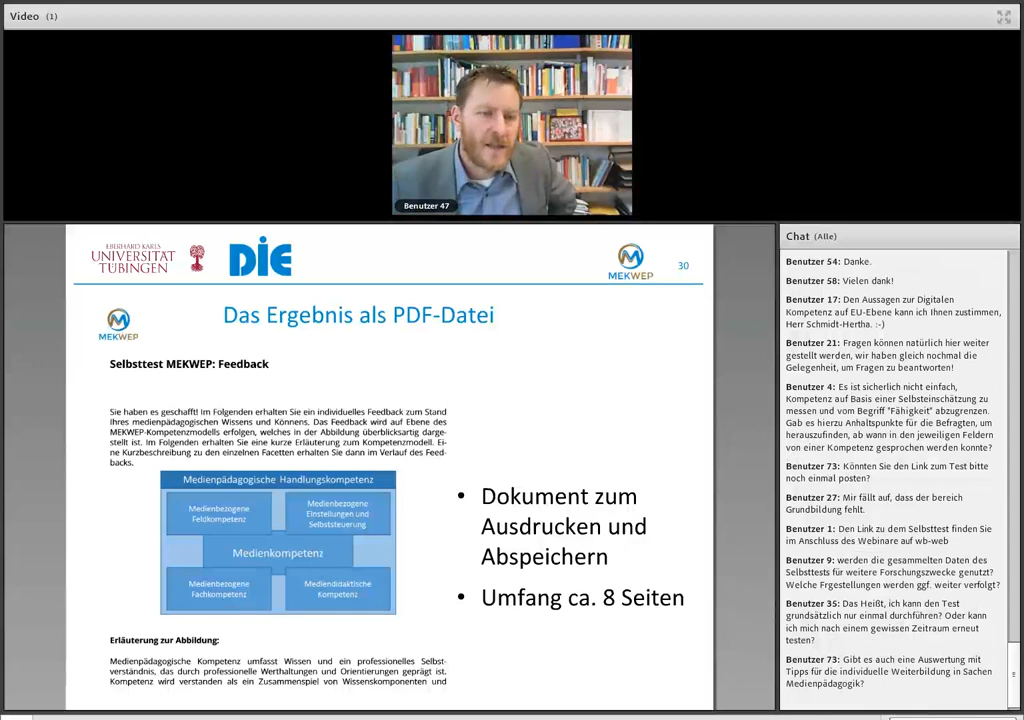 Video (1)
Benutzer 47
EBERHARD KARLS
UNIVERSITÄT
TÜBINGEN
DIE
MEKWEP
30
MEKWEP
Das Ergebnis als PDF-Datei
Selbsttest MEKWEP: Feedback
Sie haben es geschafft! Im Folgenden erhalten Sie ein individuelles Feedback zum Stand
Ihres medienpädagogischen Wissens und Könnens. Das Feedback wird auf Ebene des
MEKWEP-Kompetenzmodells erfolgen, welches in der Abbildung überblicksartig darge-
stellt ist. Im Folgenden erhalten Sie eine kurze Erläuterung zum Kompetenzmodell. Ei-
ne Kurzbeschreibung zu den einzelnen Facetten erhalten Sie dann im Verlauf des Feed-
backs.
Medienpädagogische Handlungskompetenz
Medienbezogene
Feldkompetenz
Medienbezogene
Einstellungen und
Selbststeuerung
Medienkompetenz
Medienbezogene
Fachkompetenz
Mediendidaktische
Kompetenz
• Dokument zum
Ausdrucken und
Abspeichern
• Umfang ca. 8 Seiten
Erläuterung zur Abbildung:
Medienpädagogische Kompetenz umfasst Wissen und ein professionelles Selbst-
verständnis, das durch professionelle Werthaltungen und Orientierungen geprägt ist.
Kompetenz wird verstanden als ein Zusammenspiel von Wissenskomponenten und
Chat (Alle)
Benutzer 54: Danke.
Benutzer 58: Vielen dank!
Benutzer 17: Den Aussagen zur Digitalen
Kompetenz auf EU-Ebene kann ich Ihnen zustimmen,
Herr Schmidt-Hertha. :-)
Benutzer 21: Fragen können natürlich hier weiter
gestellt werden, wir haben gleich nochmal die
Gelegenheit, um Fragen zu beantworten!
Benutzer 4: Es ist sicherlich nicht einfach,
Kompetenz auf Basis einer Selbsteinschätzung zu
messen und vom Begriff "Fähigkeit" abzugrenzen.
Gab es hierzu Anhaltspunkte für die Befragten, um
herauszufinden, ab wann in den jeweiligen Feldern
von einer Kompetenz gesprochen werden konnte?
Benutzer 73: Könnten Sie den Link zum Test bitte
noch einmal posten?
Benutzer 27: Mir fällt auf, dass der bereich
Grundbildung fehlt.
Benutzer 1: Den Link zu dem Selbsttest finden Sie
im Anschluss des Webinare auf wb-web
Benutzer 9: werden die gesammelten Daten des
Selbsttests für weitere Forschungszwecke genutzt?
Welche Frgestellungen werden ggf. weiter verfolgt?
Benutzer 35: Das Heißt, ich kann den Test
grundsätzlich nur einmal durchführen? Oder kann
ich mich nach einem gewissen Zeitraum erneut
testen?
Benutzer 73: Gibt es auch eine Auswertung mit
Tipps für die individuelle Weiterbildung in Sachen
Medienpädagogik?